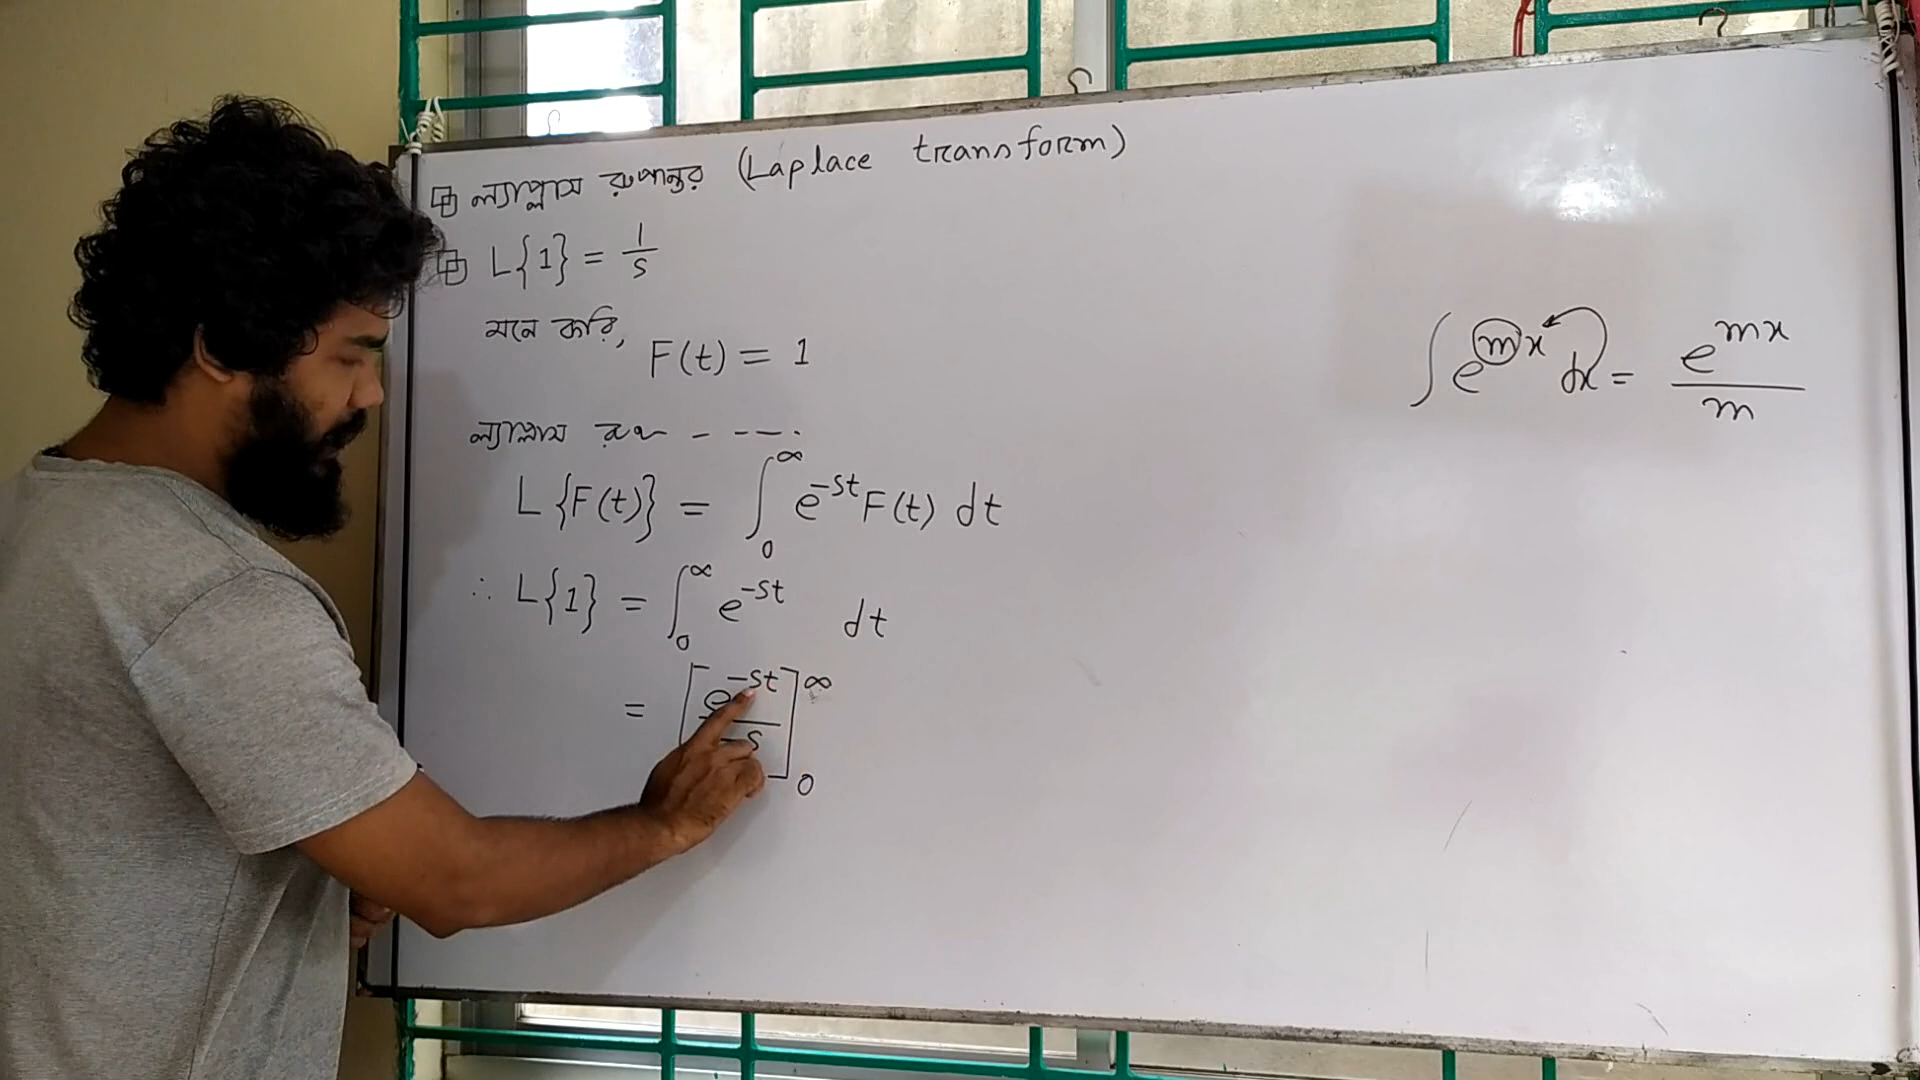 ল্যাপ্লাস রুপান্তর (Laplace transform)
L{1} = 1/s
মনে করি,
F(t) = 1
ল্যাপ্লাস - - - - .
L{F(t)} = ∫₀^∞ e^-st F(t) dt
∴ L{1} = ∫₀^∞ e^-st dt
= [e^-st / -s]₀^∞
∫ e^mx dx = e^mx / m